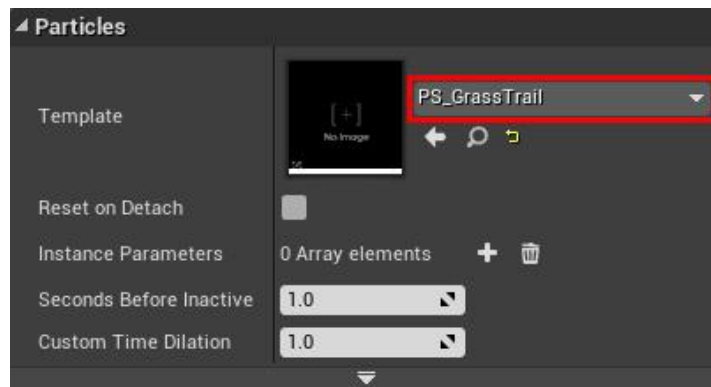 Particles
Template
[+]
No Image
PS_GrassTrail
Reset on Detach
Instance Parameters 0 Array elements
Seconds Before Inactive 1.0
Custom Time Dilation 1.0